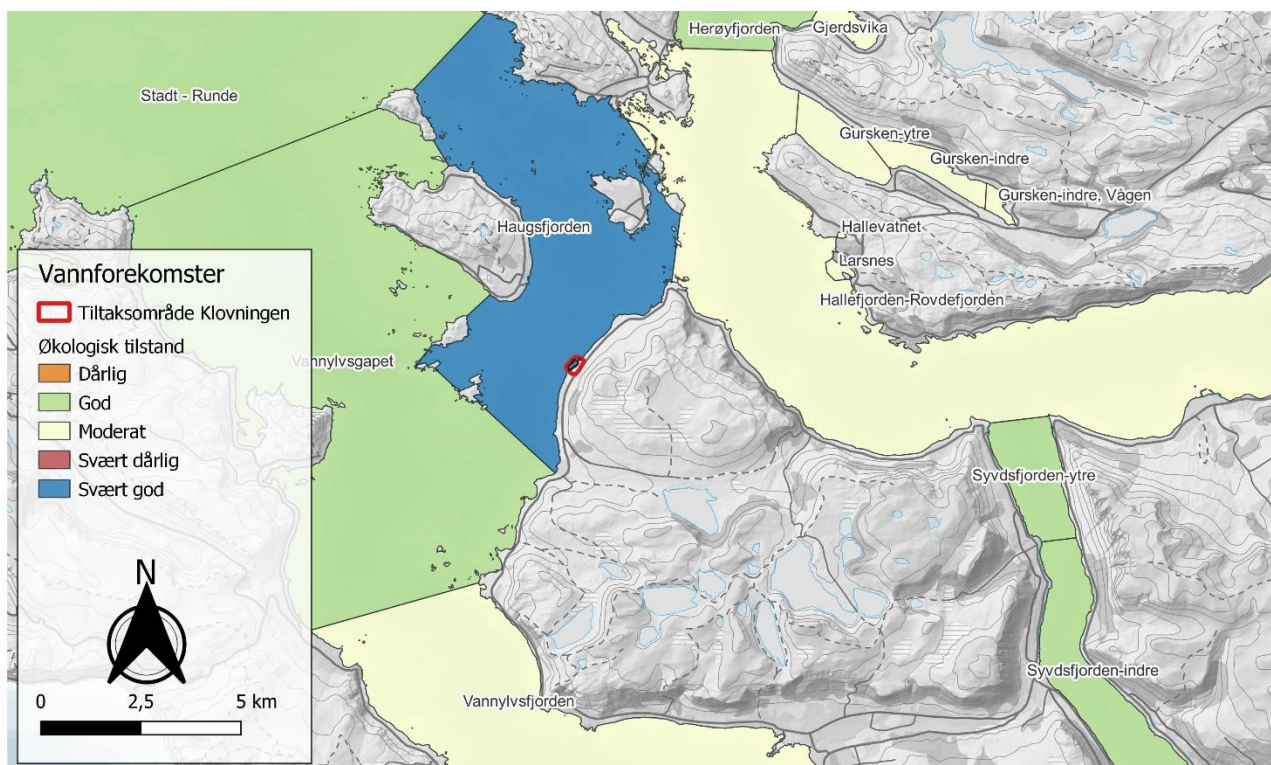 Herøyfjorden
Gjerdsvika
Stadt - Runde
Gursken-ytre
Gursken-indre
Gursken-indre, Vågen
Haugsfjorden
Hallevatnet
Larsnes
Hallefjorden-Rovdefjorden
Vannylvsgapet
Syvdsfjorden-ytre
Syvdsfjorden-indre
Vannylvsfjorden
Vannforekomster
Tiltaksområde Klovningen
Økologisk tilstand
Dårlig
God
Moderat
Svært dårlig
Svært god
N
0 2,5 5 km